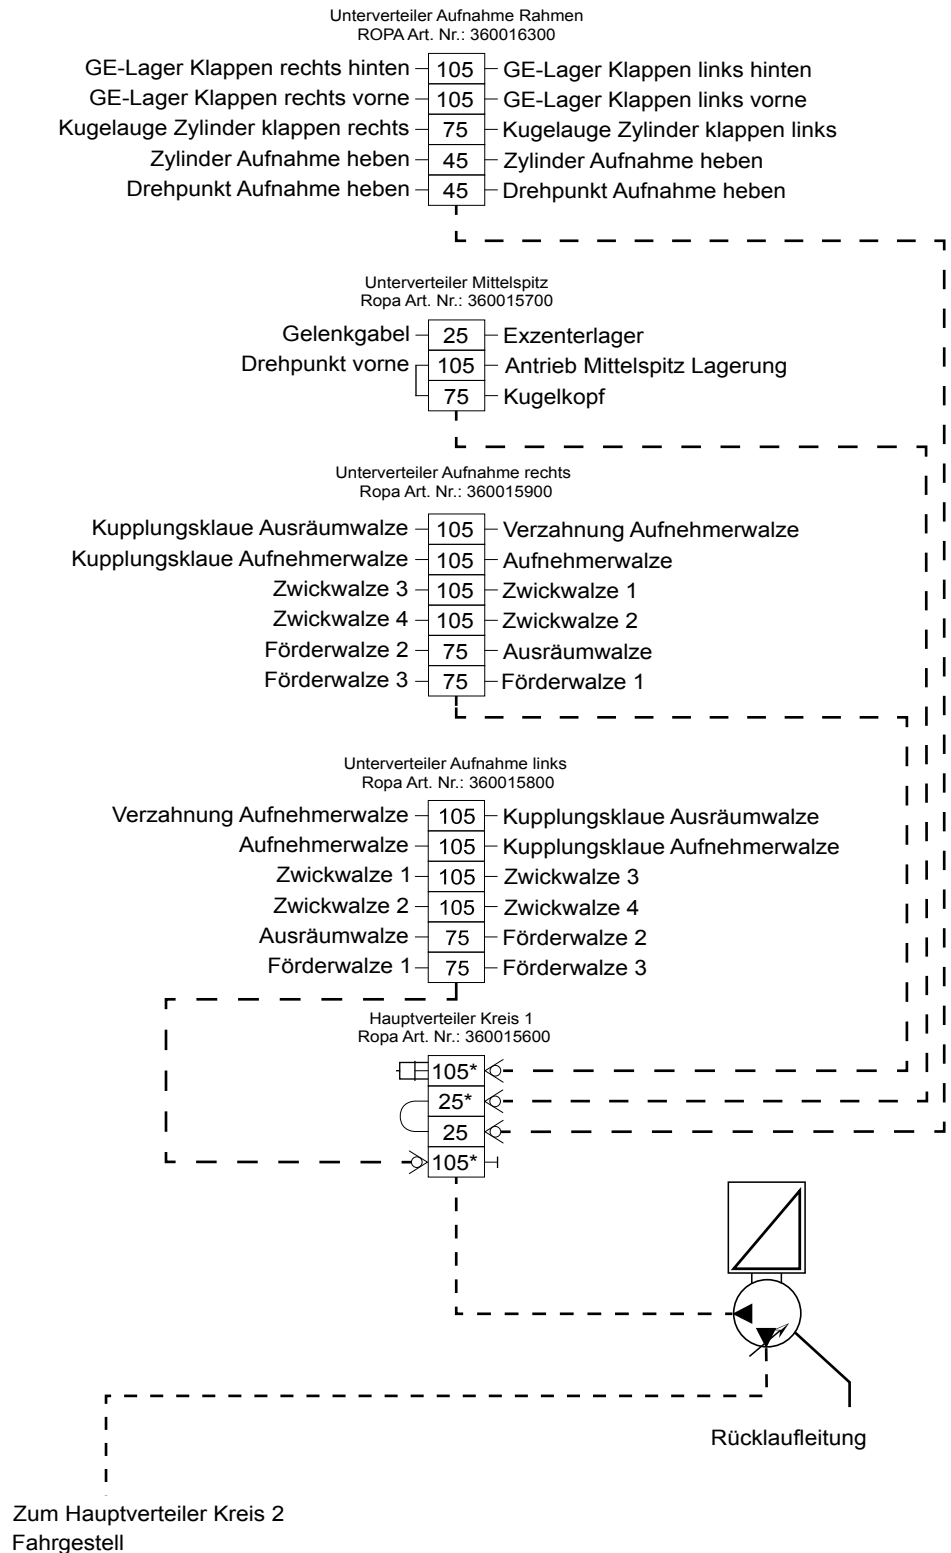 Unterverteiler Aufnahme Rahmen
ROPA Art. Nr.: 360016300
GE-Lager Klappen rechts hinten 105 GE-Lager Klappen links hinten
GE-Lager Klappen rechts vorne 105 GE-Lager Klappen links vorne
Kugelauge Zylinder klappen rechts 75 Kugelauge Zylinder klappen links
Zylinder Aufnahme heben 45 Zylinder Aufnahme heben
Drehpunkt Aufnahme heben 45 Drehpunkt Aufnahme heben
Unterverteiler Mittelspitz
Ropa Art. Nr.: 360015700
Gelenkgabel 25 Exzenterlager
Drehpunkt vorne 105 Antrieb Mittelspitz Lagerung
75 Kugelkopf
Unterverteiler Aufnahme rechts
Ropa Art. Nr.: 360015900
Kupplungsklaue Ausräumwalze 105 Verzahnung Aufnehmerwalze
Kupplungsklaue Aufnehmerwalze 105 Aufnehmerwalze
Zwickwalze 3 105 Zwickwalze 1
Zwickwalze 4 105 Zwickwalze 2
Förderwalze 2 75 Ausräumwalze
Förderwalze 3 75 Förderwalze 1
Unterverteiler Aufnahme links
Ropa Art. Nr.: 360015800
Verzahnung Aufnehmerwalze 105 Kupplungsklaue Ausräumwalze
Aufnehmerwalze 105 Kupplungsklaue Aufnehmerwalze
Zwickwalze 1 105 Zwickwalze 3
Zwickwalze 2 105 Zwickwalze 4
Ausräumwalze 75 Förderwalze 2
Förderwalze 1 75 Förderwalze 3
Hauptverteiler Kreis 1
Ropa Art. Nr.: 360015600
105*
25*
25
105*
Rücklaufleitung
Zum Hauptverteiler Kreis 2
Fahrgestell